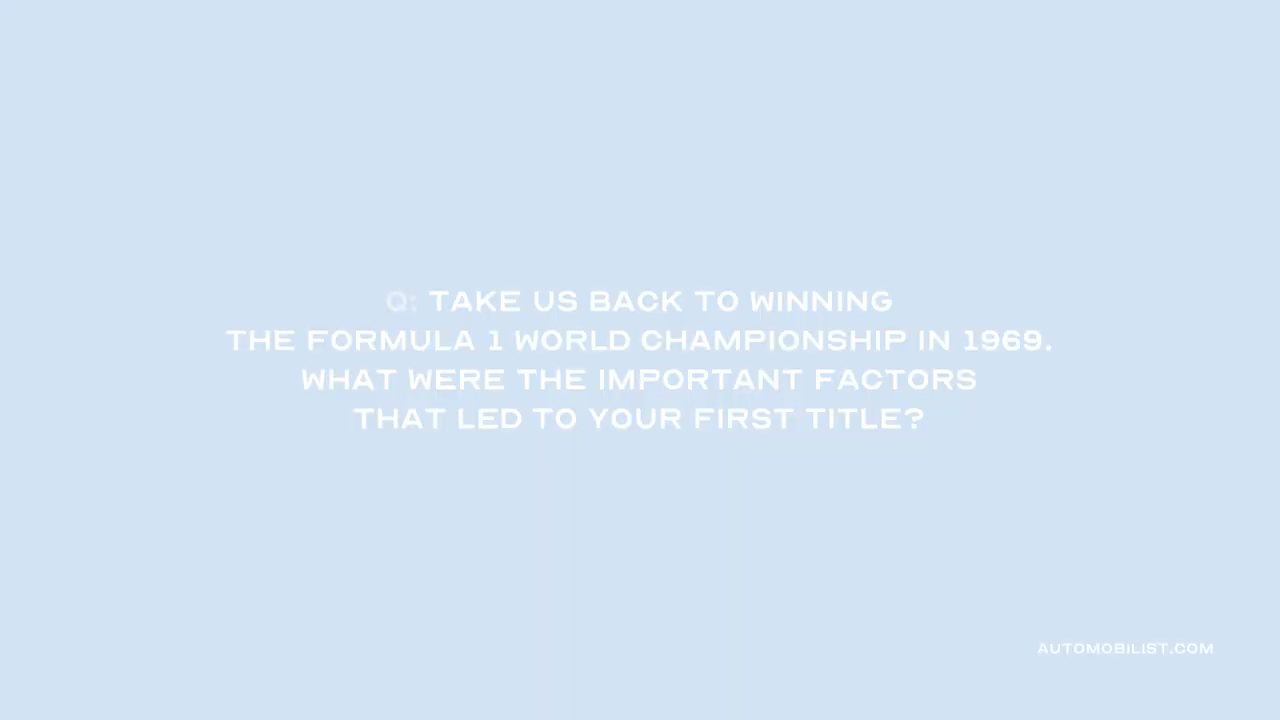 Q: TAKE US BACK TO WINNING
THE FORMULA 1 WORLD CHAMPIONSHIP IN 1969.
WHAT WERE THE IMPORTANT FACTORS
THAT LED TO YOUR FIRST TITLE?
AUTOMOBILIST.COM